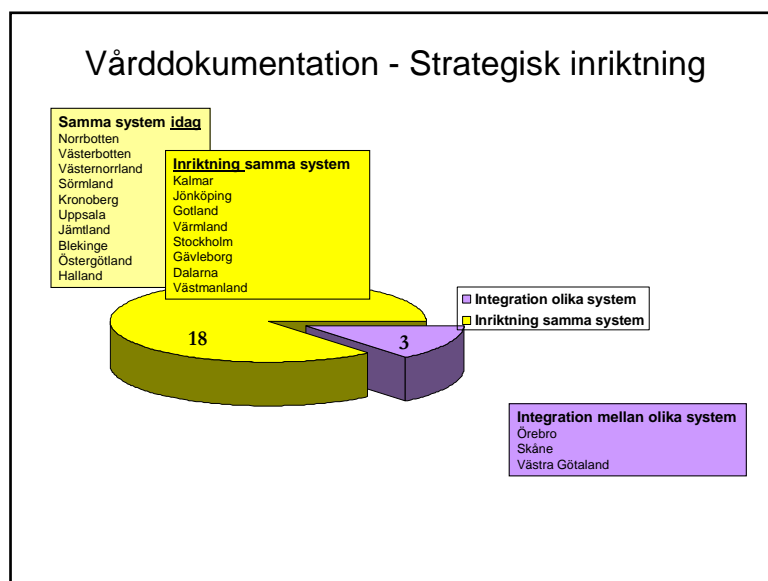 Vårddokumentation - Strategisk inriktning
Samma system idag
Norrbotten
Västerbotten
Västernorrland
Sörmland
Kronoberg
Uppsala
Jämtland
Blekinge
Östergötland
Halland
Inriktning samma system
Kalmar
Jönköping
Gotland
Värmland
Stockholm
Gävleborg
Dalarna
Västmanland
Integration olika system
Inriktning samma system
18
3
Integration mellan olika system
Örebro
Skåne
Västra Götaland